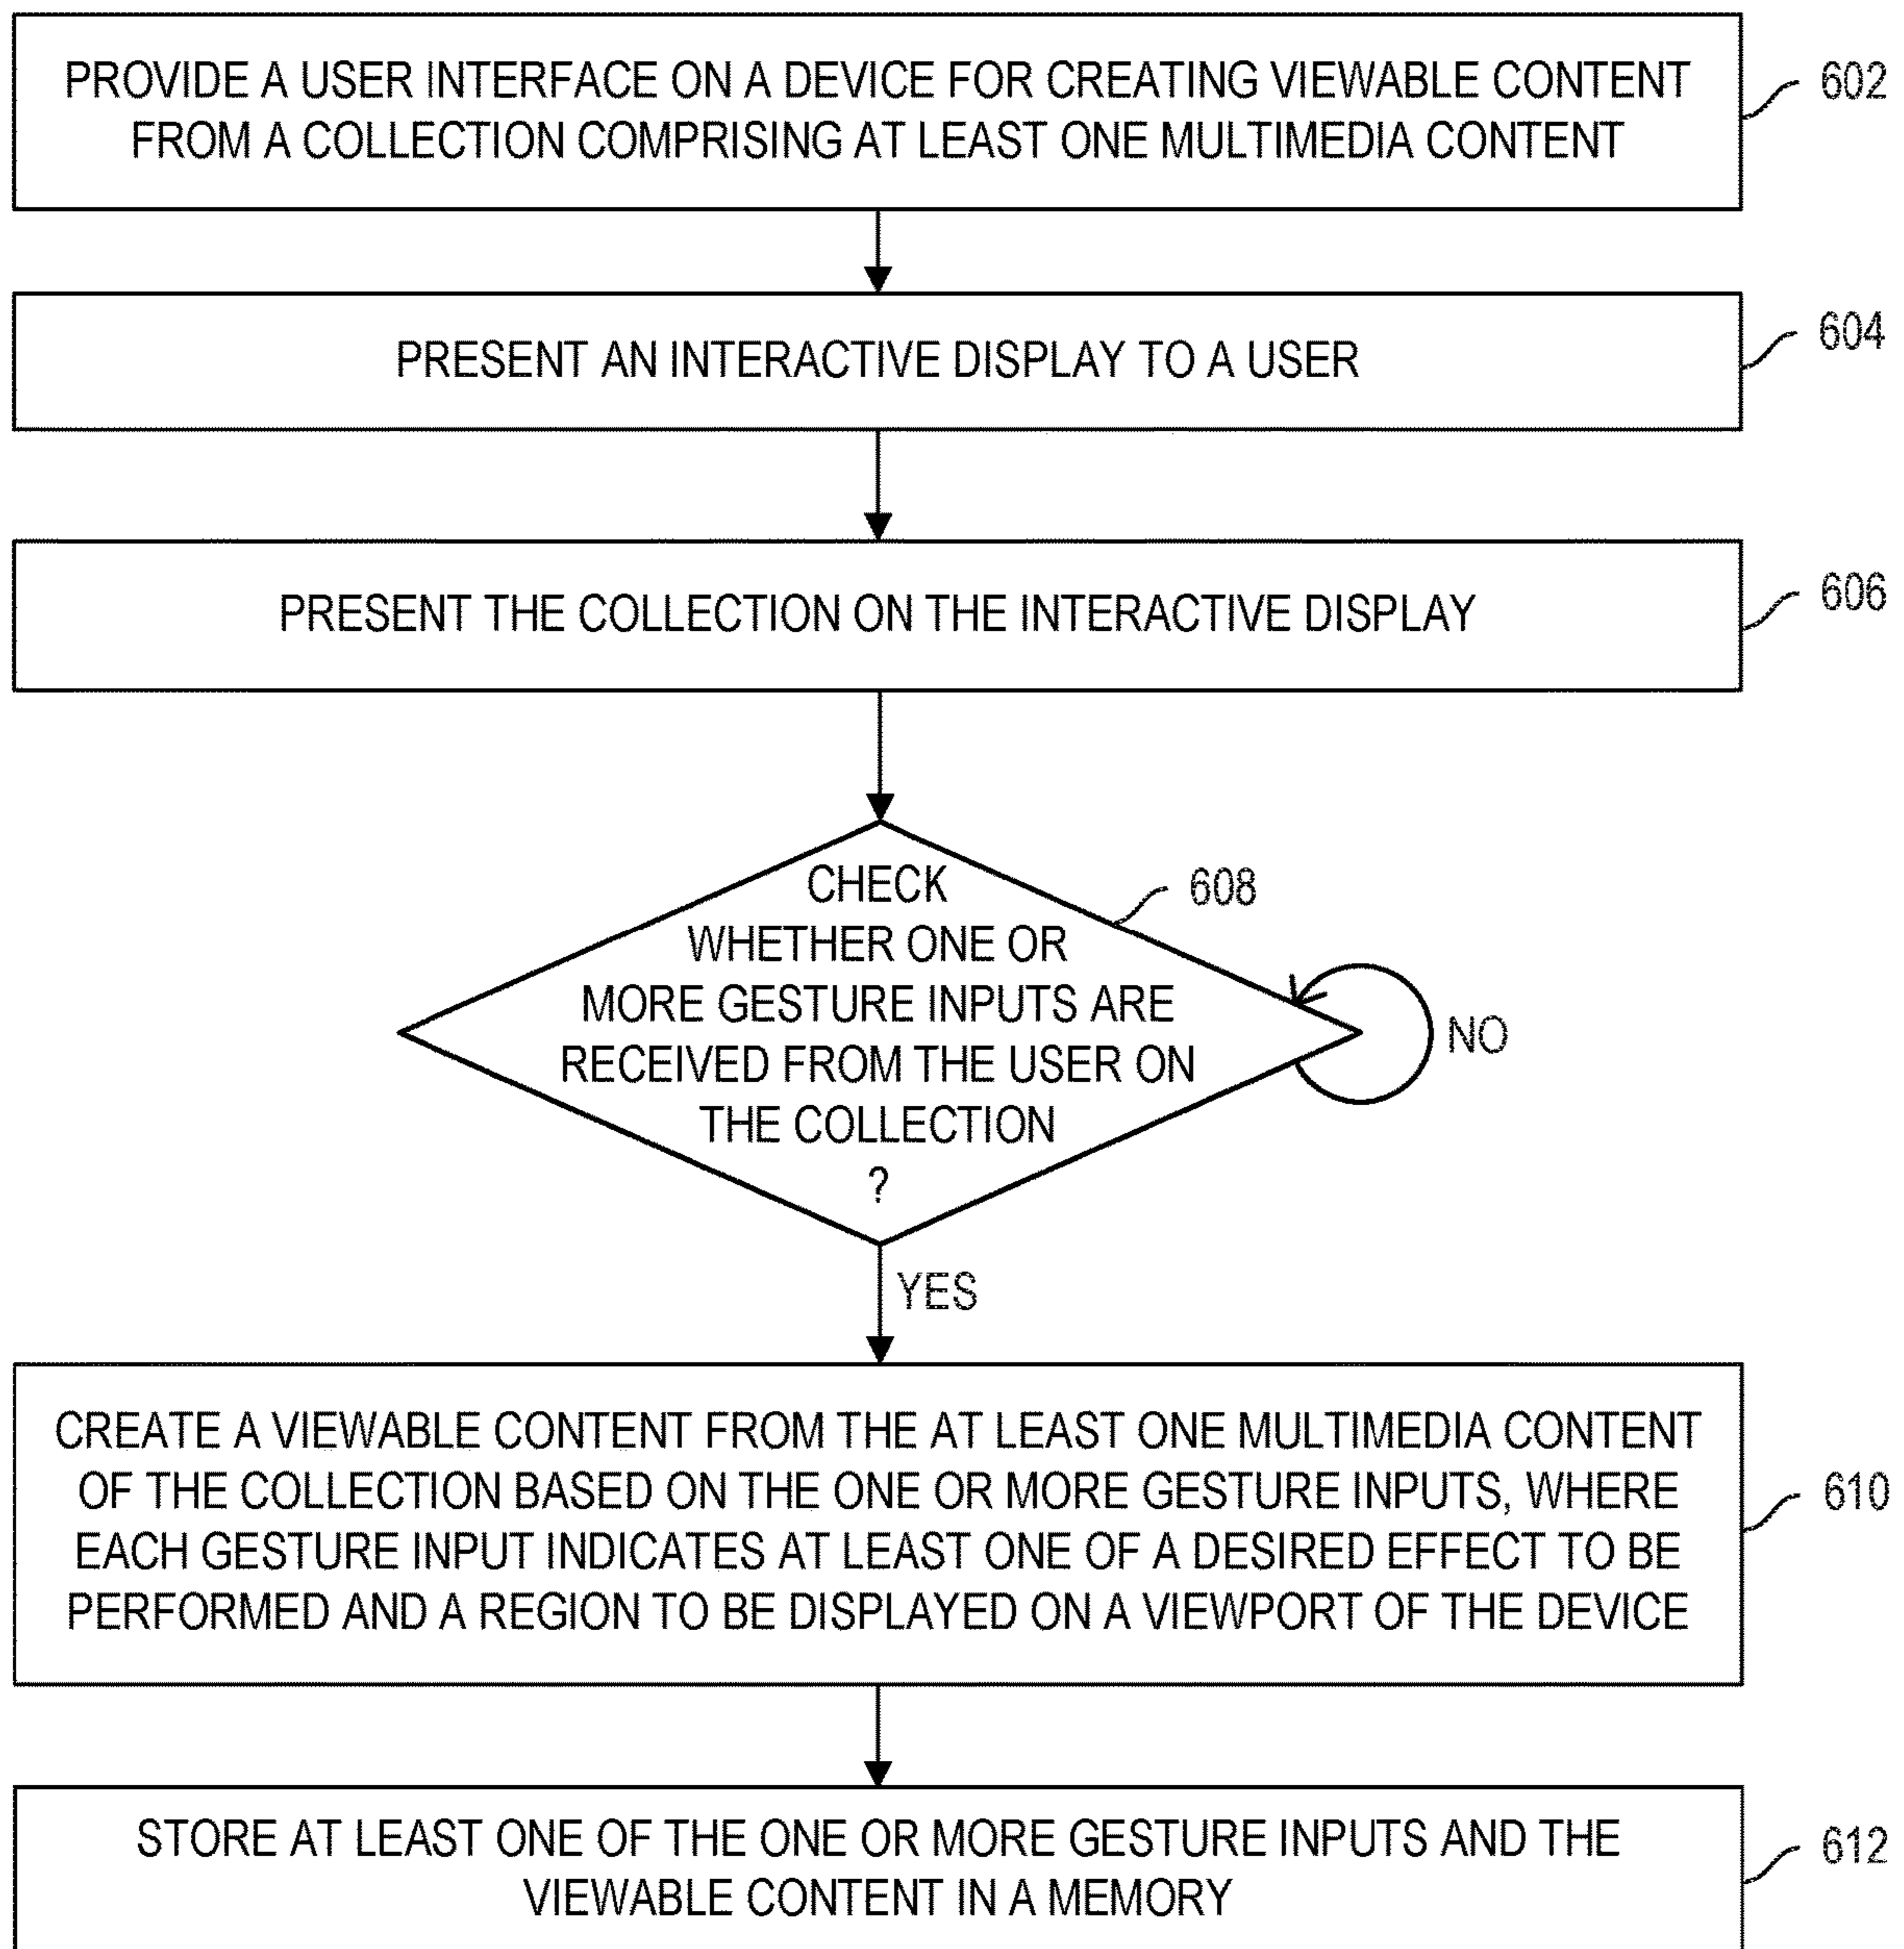 PROVIDE A USER INTERFACE ON A DEVICE FOR CREATING VIEWABLE CONTENT
FROM A COLLECTION COMPRISING AT LEAST ONE MULTIMEDIA CONTENT
602
PRESENT AN INTERACTIVE DISPLAY TO A USER
604
PRESENT THE COLLECTION ON THE INTERACTIVE DISPLAY
606
CHECK
WHETHER ONE OR
MORE GESTURE INPUTS ARE
RECEIVED FROM THE USER ON
THE COLLECTION
?
608
NO
YES
CREATE A VIEWABLE CONTENT FROM THE AT LEAST ONE MULTIMEDIA CONTENT
OF THE COLLECTION BASED ON THE ONE OR MORE GESTURE INPUTS, WHERE
EACH GESTURE INPUT INDICATES AT LEAST ONE OF A DESIRED EFFECT TO BE
PERFORMED AND A REGION TO BE DISPLAYED ON A VIEWPORT OF THE DEVICE
610
STORE AT LEAST ONE OF THE ONE OR MORE GESTURE INPUTS AND THE
VIEWABLE CONTENT IN A MEMORY
612